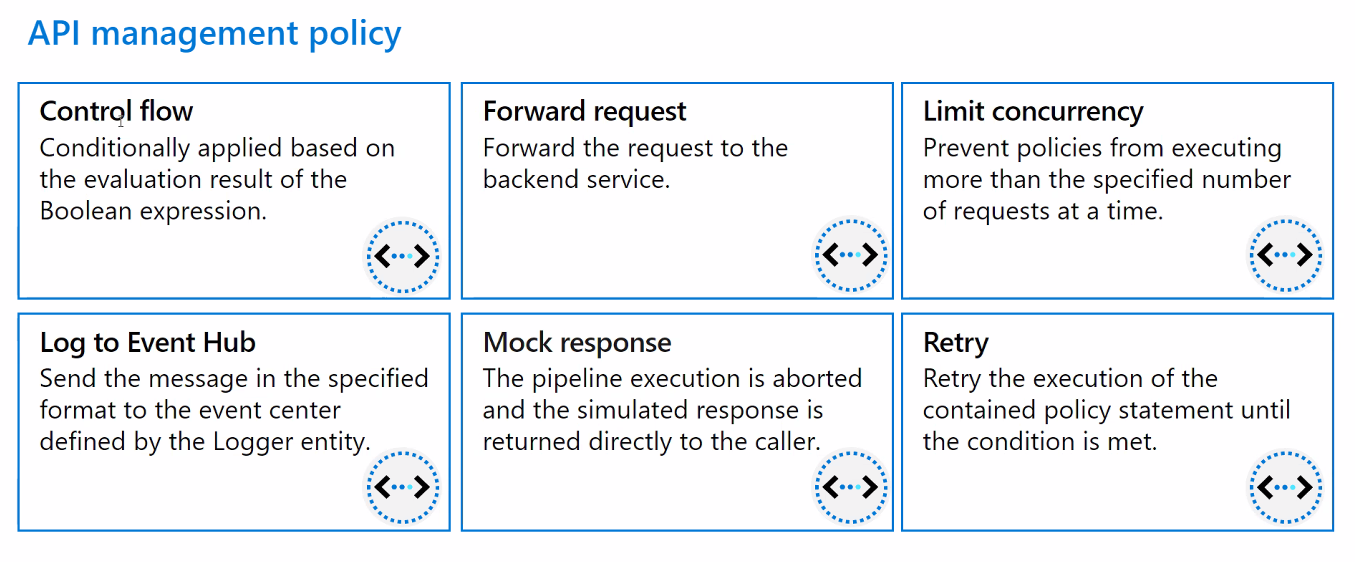 API management policy
Control flow
Conditionally applied based on
the evaluation result of the
Boolean expression.
Forward request
Forward the request to the
backend service.
Limit concurrency
Prevent policies from executing
more than the specified number
of requests at a time.
Log to Event Hub
Send the message in the specified
format to the event center
defined by the Logger entity.
Mock response
The pipeline execution is aborted
and the simulated response is
returned directly to the caller.
Retry
Retry the execution of the
contained policy statement until
the condition is met.